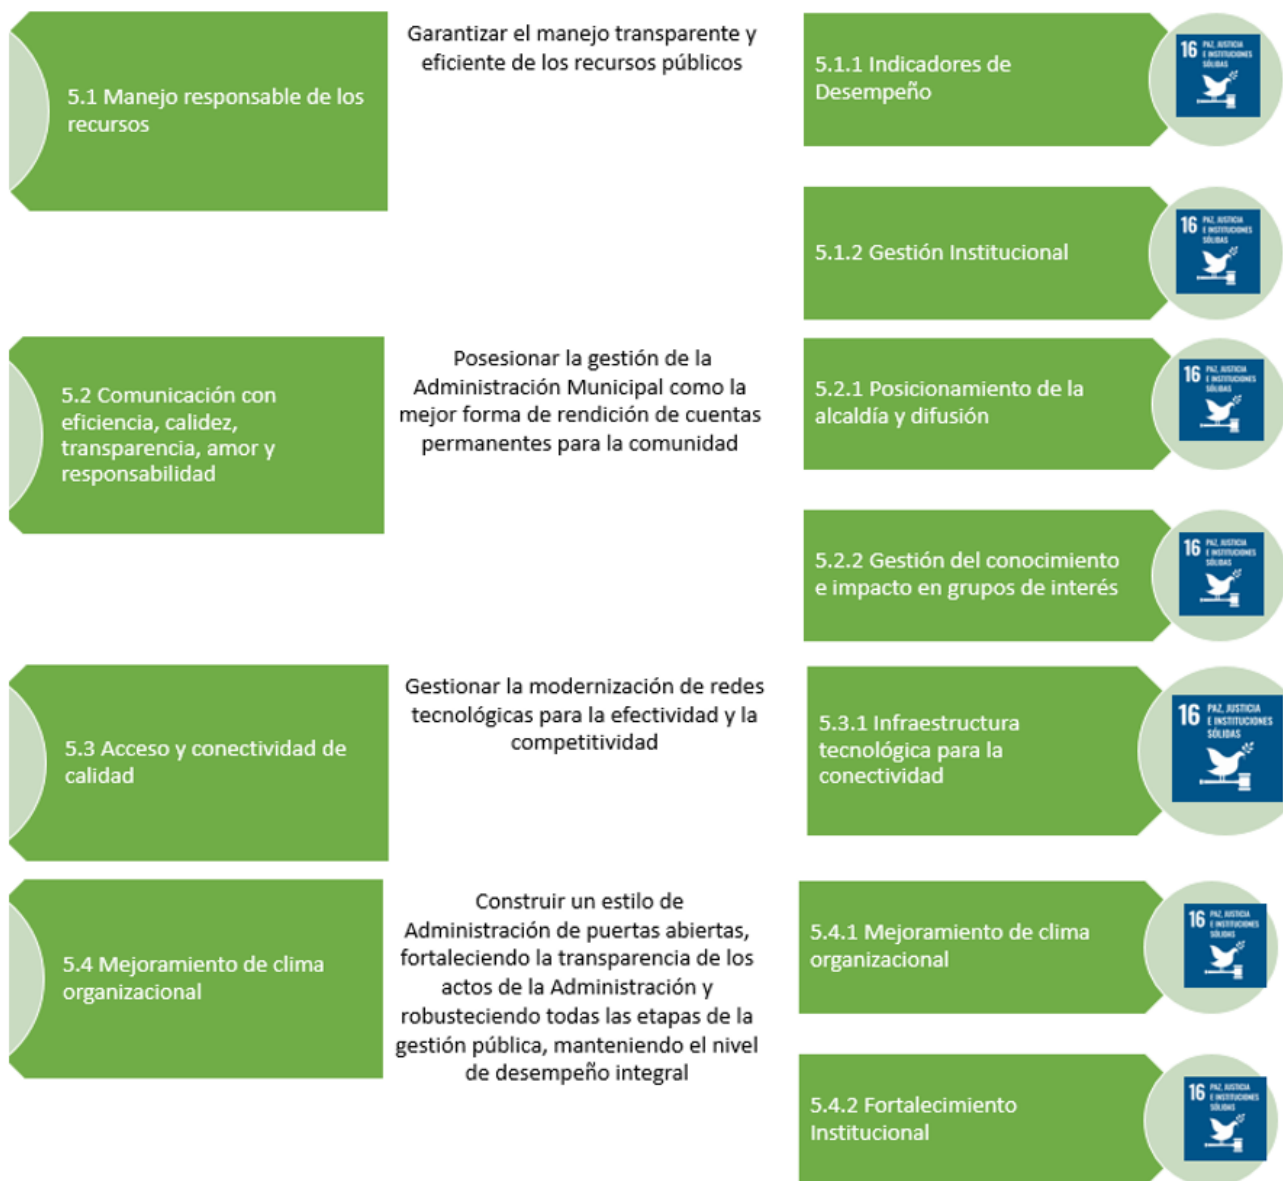 5.1 Manejo responsable de los
recursos
Garantizar el manejo transparente y
eficiente de los recursos públicos
5.1.1 Indicadores de
Desempeño
16 PAZ, JUSTICIA
E INSTITUCIONES
SÓLIDAS
5.1.2 Gestión Institucional
16 PAZ, JUSTICIA
E INSTITUCIONES
SÓLIDAS
5.2 Comunicación con
eficiencia, calidez,
transparencia, amor y
responsabilidad
Posesionar la gestión de la
Administración Municipal como la
mejor forma de rendición de cuentas
permanentes para la comunidad
5.2.1 Posicionamiento de la
alcaldía y difusión
16 PAZ, JUSTICIA
E INSTITUCIONES
SÓLIDAS
5.2.2 Gestión del conocimiento
e impacto en grupos de interés
16 PAZ, JUSTICIA
E INSTITUCIONES
SÓLIDAS
5.3 Acceso y conectividad de
calidad
Gestionar la modernización de redes
tecnológicas para la efectividad y la
competitividad
5.3.1 Infraestructura
tecnológica para la
conectividad
16 PAZ, JUSTICIA
E INSTITUCIONES
SÓLIDAS
5.4 Mejoramiento de clima
organizacional
Construir un estilo de
Administración de puertas abiertas,
fortaleciendo la transparencia de los
actos de la Administración y
robusteciendo todas las etapas de la
gestión pública, manteniendo el nivel
de desempeño integral
5.4.1 Mejoramiento de clima
organizacional
16 PAZ, JUSTICIA
E INSTITUCIONES
SÓLIDAS
5.4.2 Fortalecimiento
Institucional
16 PAZ, JUSTICIA
E INSTITUCIONES
SÓLIDAS